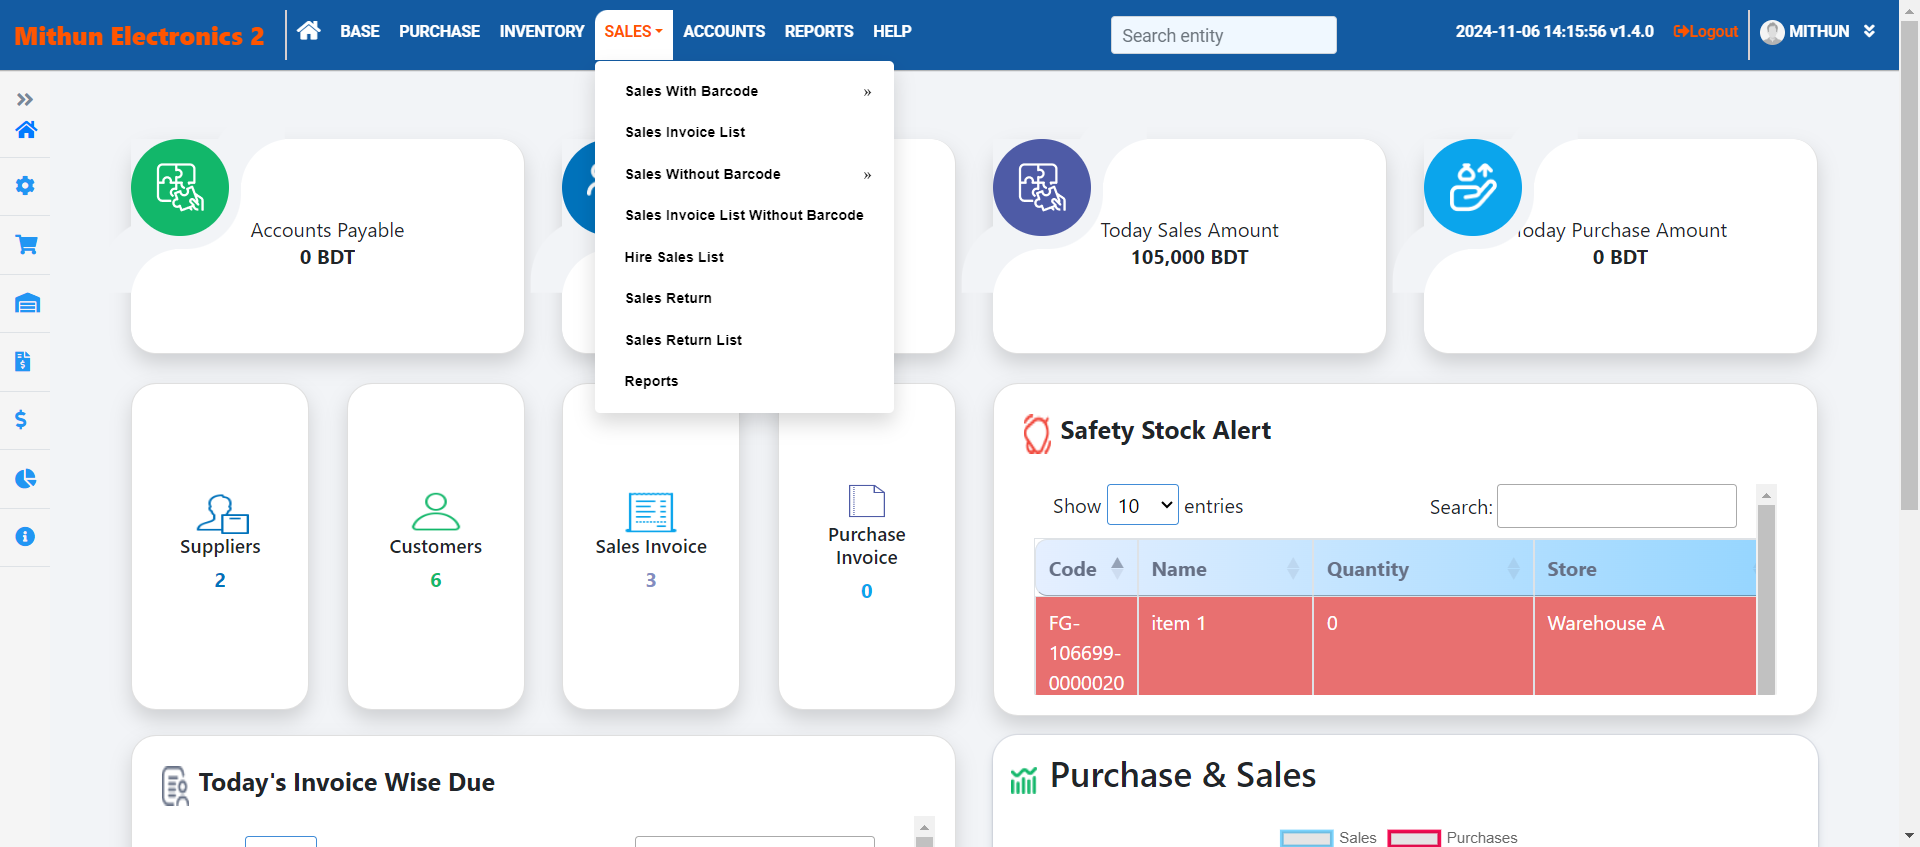 Mithun Electronics 2
BASE PURCHASE INVENTORY SALES ACCOUNTS REPORTS HELP
Search entity
2024-11-06 14:15:56 v1.4.0
Logout
MITHUN
Sales With Barcode »
Sales Invoice List
Sales Without Barcode »
Sales Invoice List Without Barcode
Hire Sales List
Sales Return
Sales Return List
Reports
Accounts Payable
0 BDT
Today Sales Amount
105,000 BDT
Today Purchase Amount
0 BDT
Suppliers
2
Customers
6
Sales Invoice
3
Purchase
Invoice
0
Safety Stock Alert
Show 10 entries
Search:
Code Name Quantity Store
FG-
106699-
0000020
item 1
0
Warehouse A
Today's Invoice Wise Due
Purchase & Sales
Sales Purchases